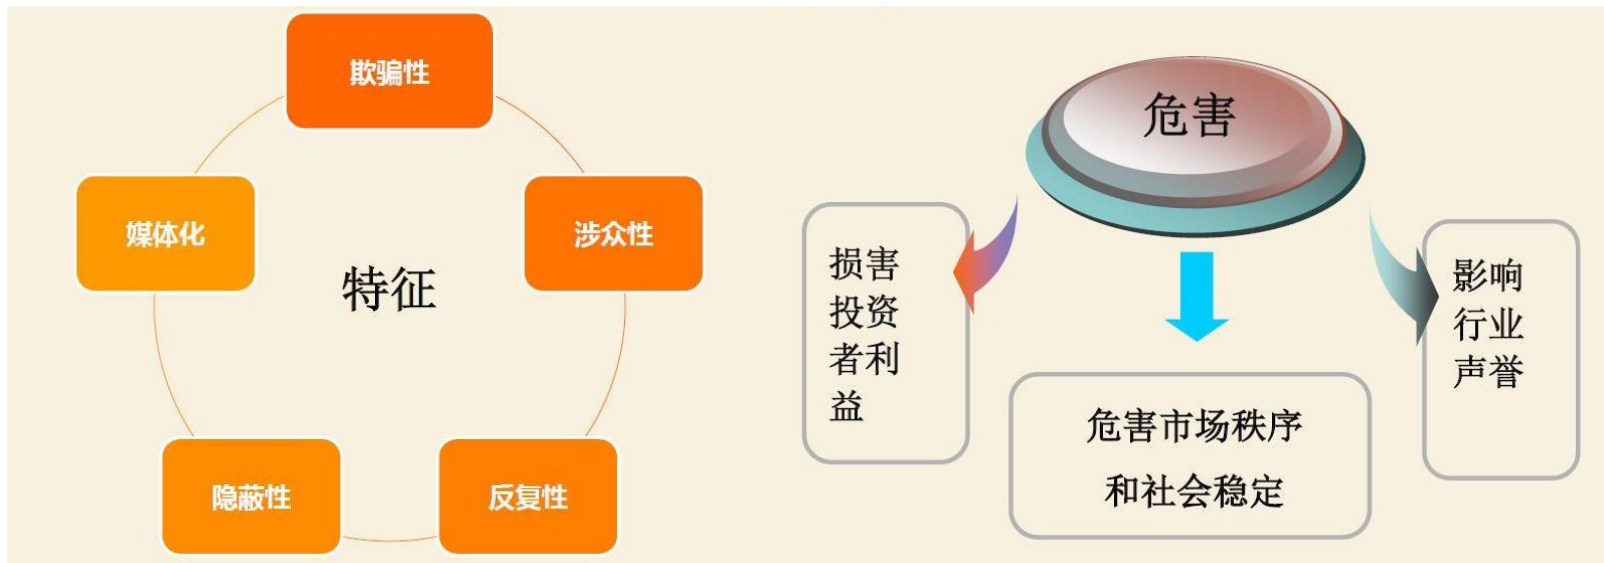 欺骗性
媒体化
涉众性
特征
隐蔽性
反复性
危害
损害
投资
者利
益
危害市场秩序
和社会稳定
影响
行业
声誉